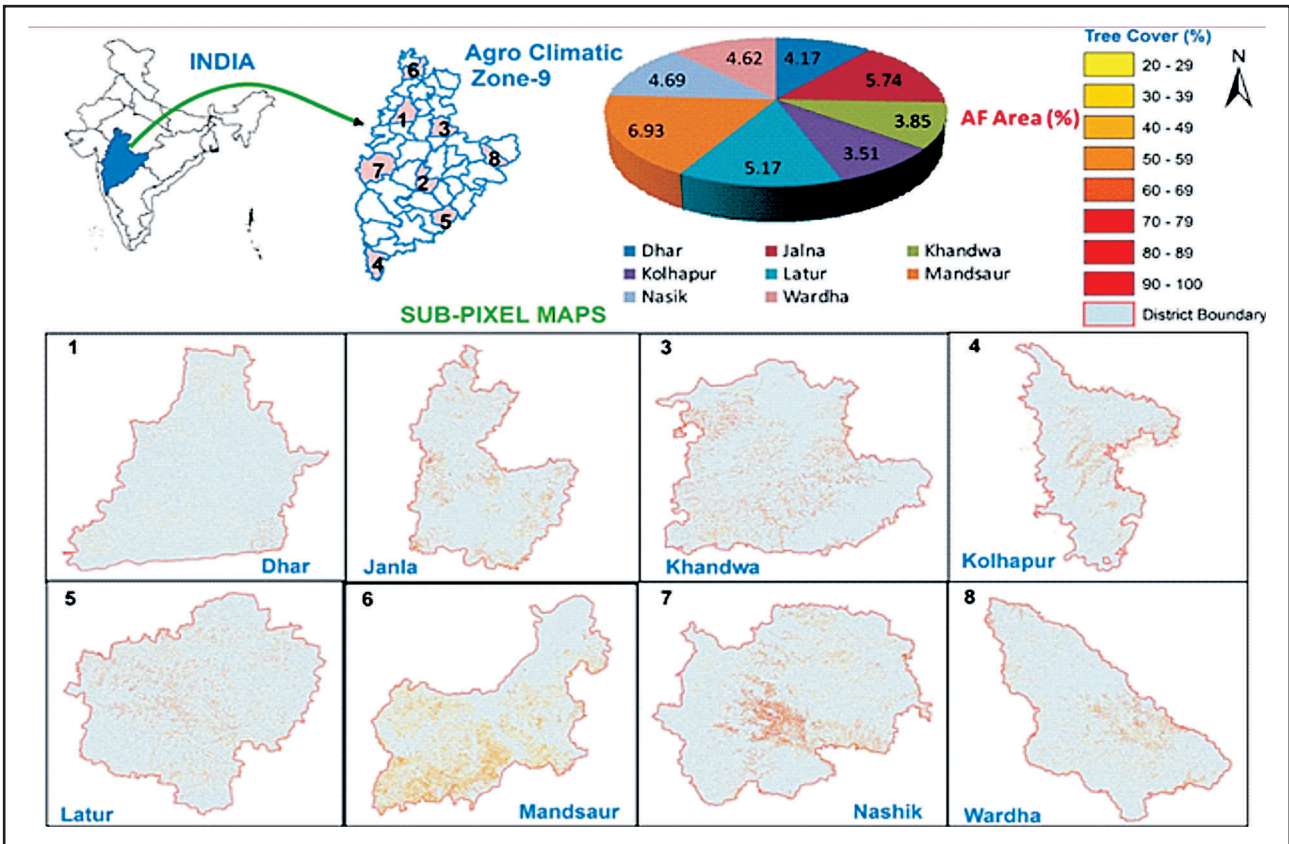 INDIA
Agro Climatic
Zone-9
6
1
3
8
7
2
5
4
4.62
4.17
4.69
5.74
6.93
3.85
5.17
3.51
AF Area (%)
Dhar
Jalna
Khandwa
Kolhapur
Latur
Mandsaur
Nasik
Wardha
Tree Cover (%)
20 - 29
30 - 39
40 - 49
50 - 59
60 - 69
70 - 79
80 - 89
90 - 100
District Boundary
N
SUB-PIXEL MAPS
1
Dhar
2
Janla
3
Khandwa
4
Kolhapur
5
Latur
6
Mandsaur
7
Nashik
8
Wardha